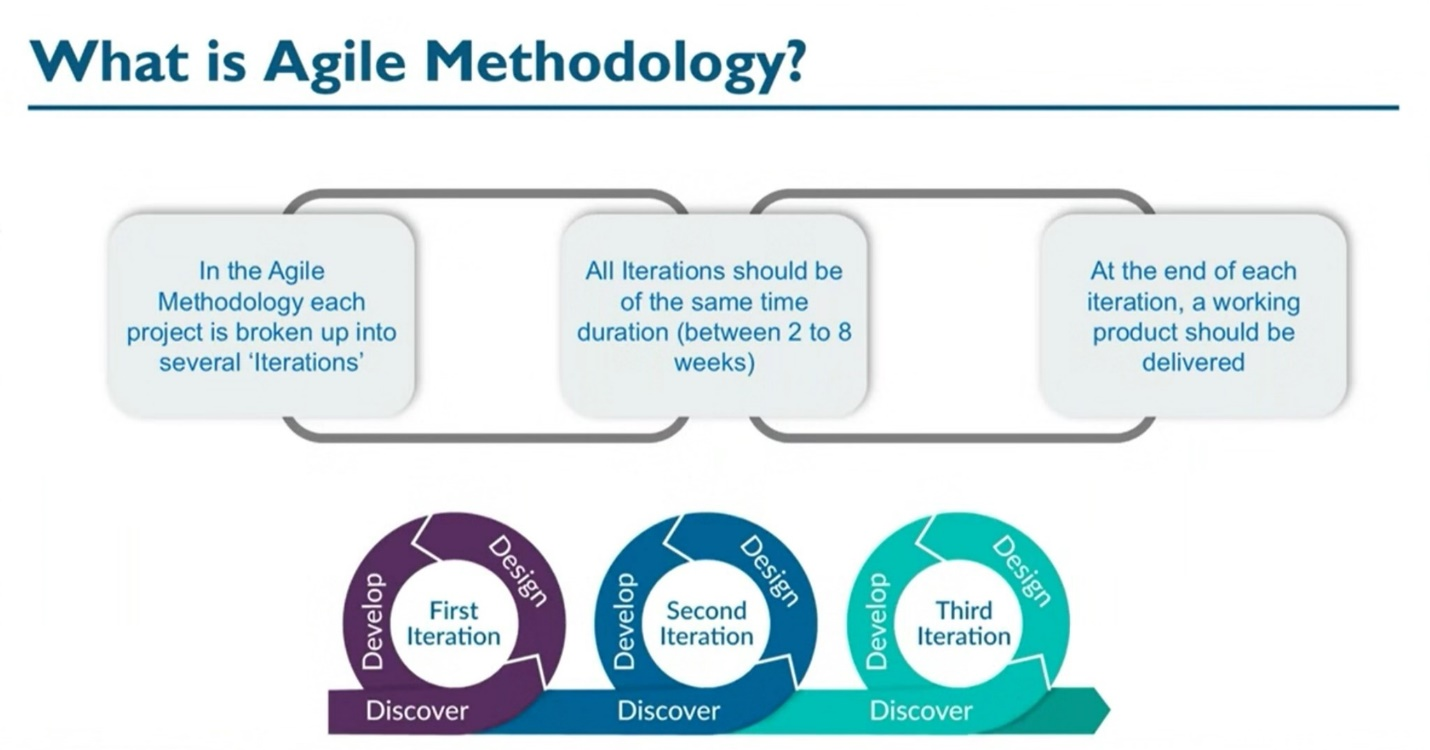 What is Agile Methodology?
In the Agile
Methodology each
project is broken up into
several ‘Iterations’
All Iterations should be
of the same time
duration (between 2 to 8
weeks)
At the end of each
iteration, a working
product should be
delivered
Develop
Design
First
Iteration
Discover
Develop
Design
Second
Iteration
Discover
Develop
Design
Third
Iteration
Discover